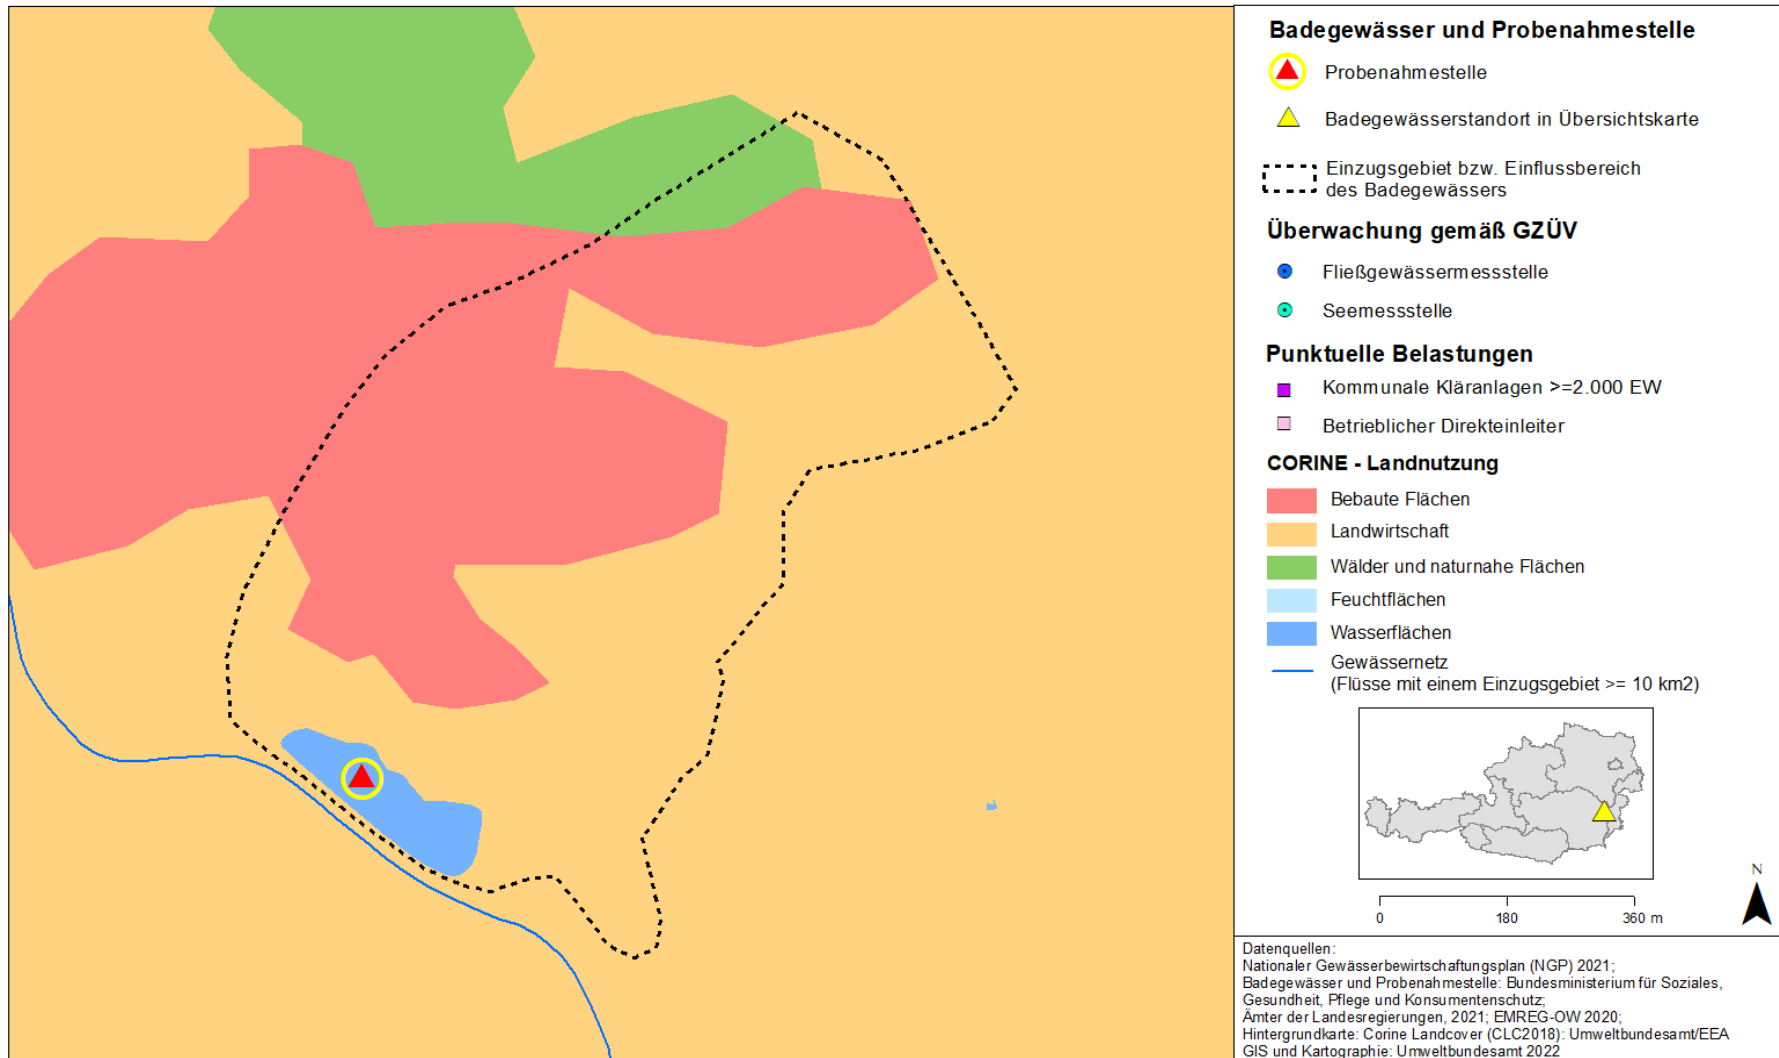 Badegewässer und Probenahmestelle
Probenahmestelle
Badegewässerstandort in Übersichtskarte
Einzugsgebiet bzw. Einflussbereich
des Badegewässers
Überwachung gemäß GZÜV
Fließgewässermessstelle
Seemessstelle
Punktuelle Belastungen
Kommunale Kläranlagen >=2.000 EW
Betrieblicher Direkteinleiter
CORINE - Landnutzung
Bebaute Flächen
Landwirtschaft
Wälder und naturnahe Flächen
Feuchtflächen
Wasserflächen
Gewässernetz
(Flüsse mit einem Einzugsgebiet >= 10 km2)
N
0 180 360 m
Datenquellen:
Nationaler Gewässerbewirtschaftungsplan (NGP) 2021;
Badegewässer und Probenahmestelle: Bundesministerium für Soziales,
Gesundheit, Pflege und Konsumentenschutz;
Ämter der Landesregierungen, 2021; EMREG-OW 2020;
Hintergrundkarte: Corine Landcover (CLC2018): Umweltbundesamt/EEA
GIS und Kartographie: Umweltbundesamt 2022